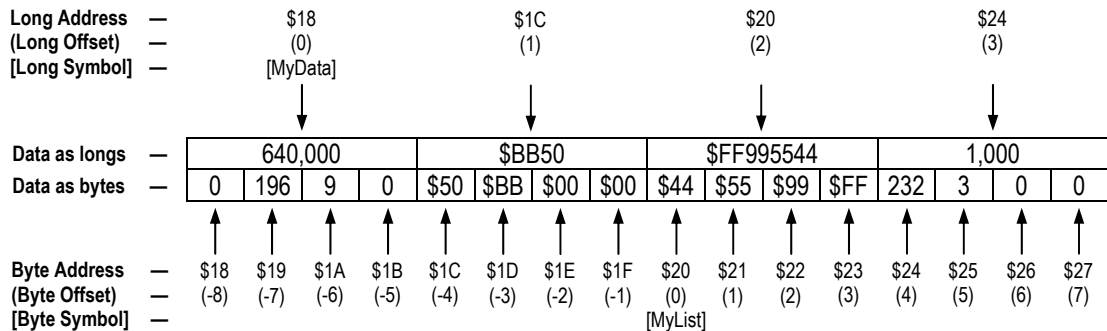 Long Address — $18 $1C $20 $24
(Long Offset) — (0) (1) (2) (3)
[Long Symbol] — [MyData]
Data as longs — 640,000 $BB50 $FF995544 1,000
Data as bytes — 0 196 9 0 $50 $BB $00 $00 $44 $55 $99 $FF 232 3 0 0
Byte Address — $18 $19 $1A $1B $1C $1D $1E $1F $20 $21 $22 $23 $24 $25 $26 $27
(Byte Offset) — (-8) (-7) (-6) (-5) (-4) (-3) (-2) (-1) (0) (1) (2) (3) (4) (5) (6) (7)
[Byte Symbol] — [MyList]